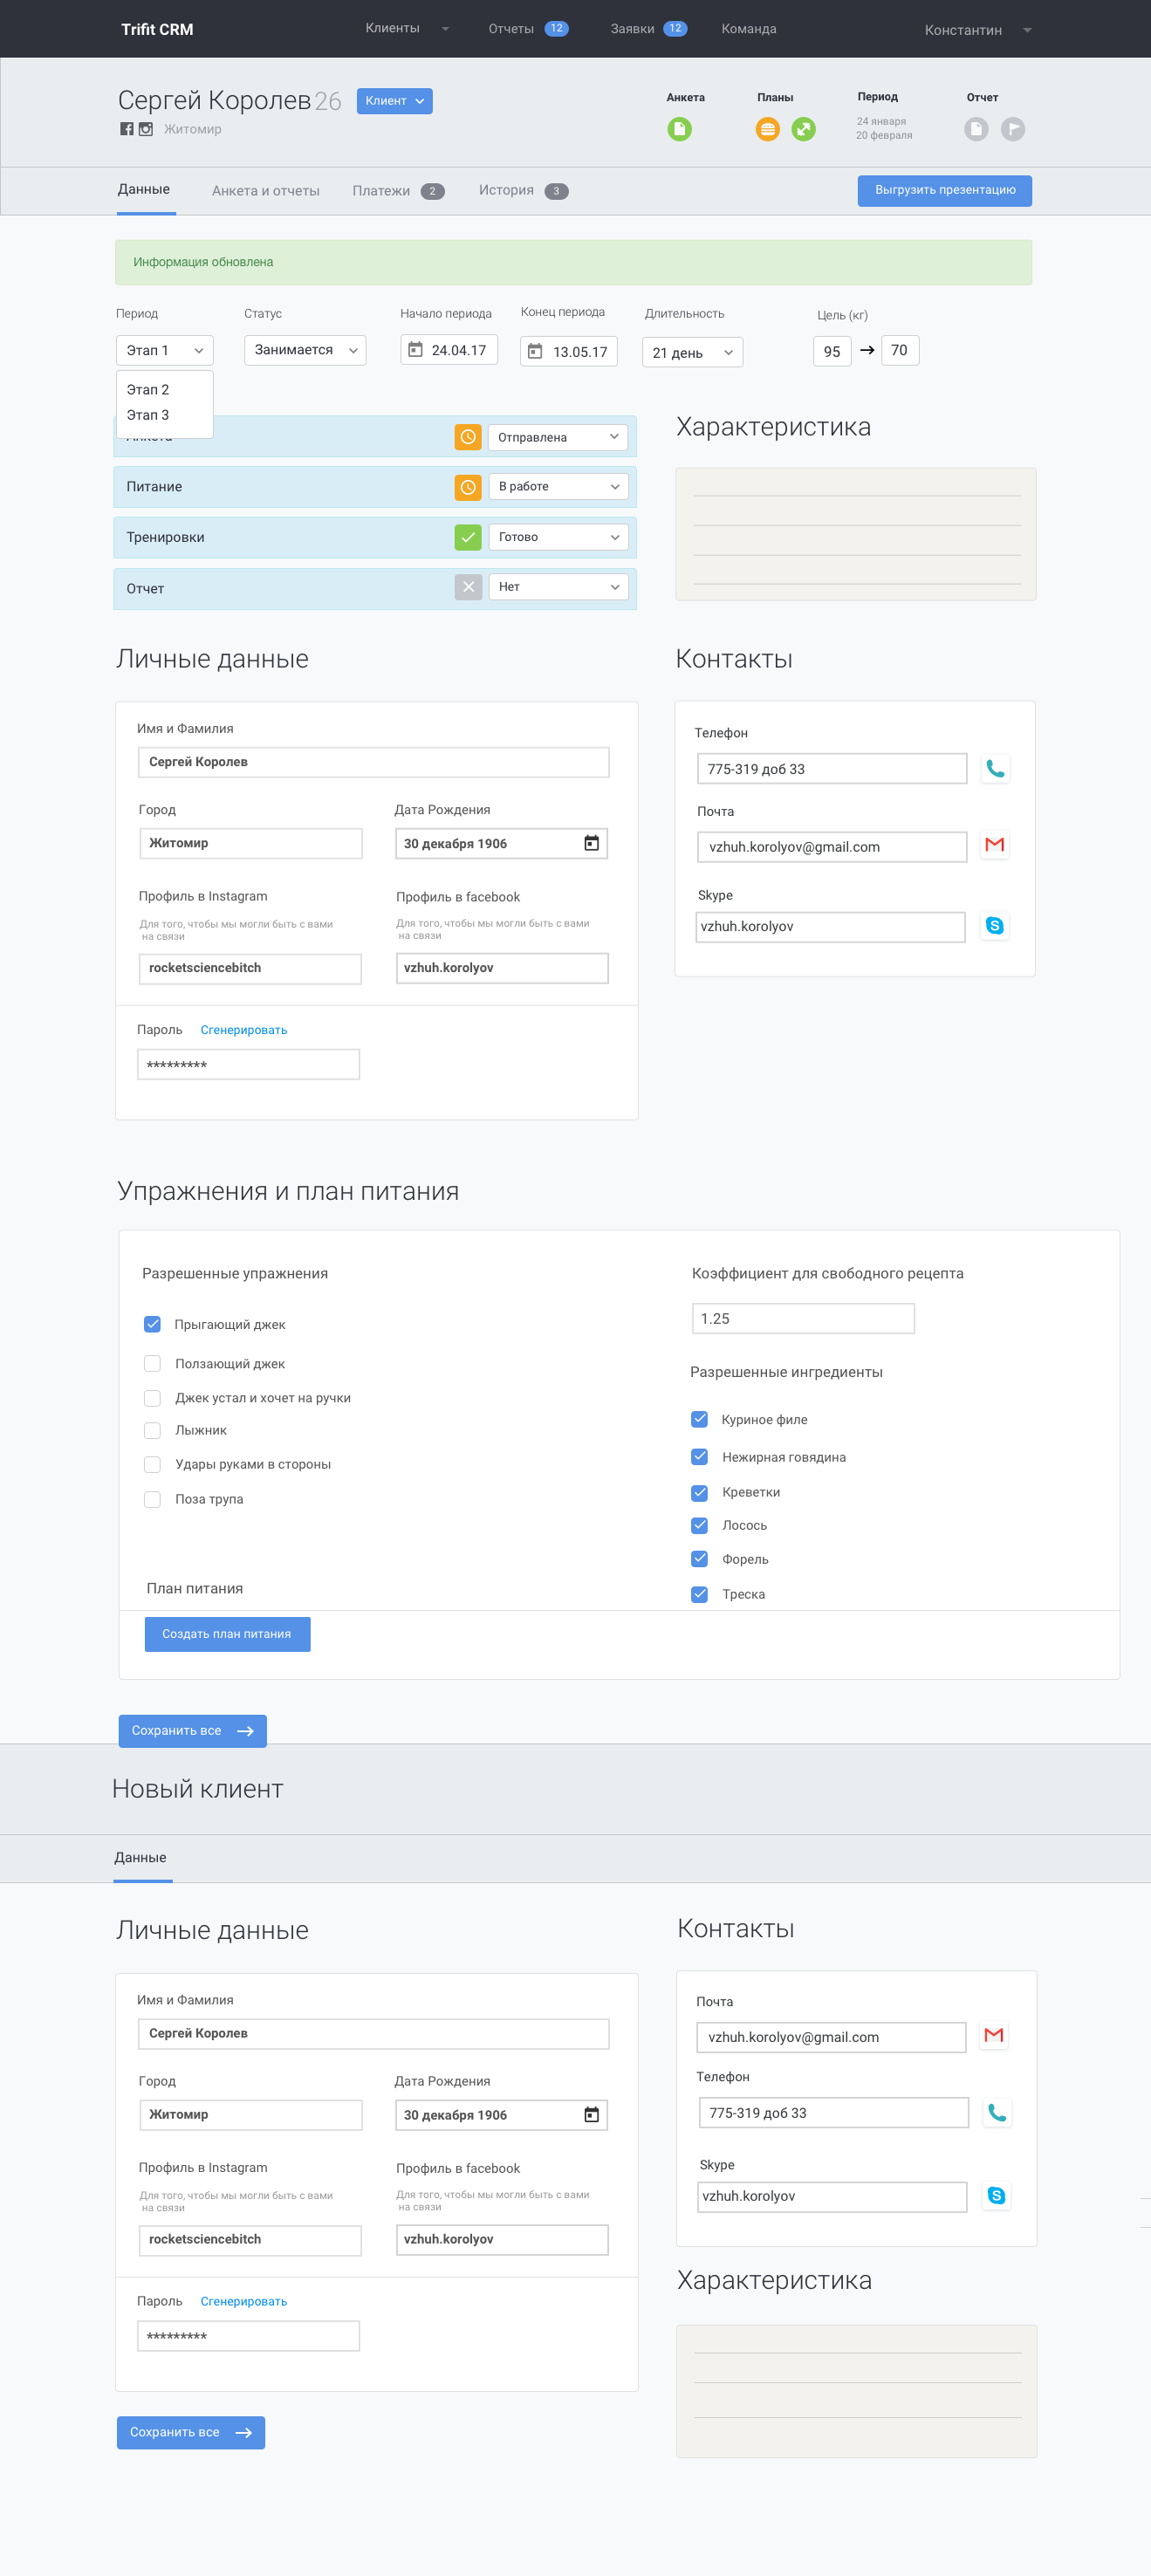 Trifit CRM
Клиенты
Отчеты 12
Заявки 12
Команда
Константин
Сергей Королев 26
Клиент
Житомир
Анкета
Планы
Период
24 января
20 февраля
Отчет
Данные
Анкета и отчеты
Платежи 2
История 3
Выгрузить презентацию
Информация обновлена
Период
Статус
Начало периода
Конец периода
Длительность
Цель (кг)
Этап 1
Занимается
24.04.17
13.05.17
21 день
95
70
Этап 2
Этап 3
Анкета
Отправлена
Питание
В работе
Тренировки
Готово
Отчет
Нет
Характеристика
Личные данные
Имя и Фамилия
Сергей Королев
Город
Дата Рождения
Житомир
30 декабря 1906
Профиль в Instagram
Профиль в facebook
Для того, чтобы мы могли быть с вами
на связи
Для того, чтобы мы могли быть с вами
на связи
rocketsciencebitch
vzhuh.korolyov
Пароль
Сгенерировать
*********
Контакты
Телефон
775-319 доб 33
Почта
vzhuh.korolyov@gmail.com
Skype
vzhuh.korolyov
Упражнения и план питания
Разрешенные упражнения
Прыгающий джек
Ползающий джек
Джек устал и хочет на ручки
Лыжник
Удары руками в стороны
Поза трупа
Коэффициент для свободного рецепта
1.25
Разрешенные ингредиенты
Куриное филе
Нежирная говядина
Креветки
Лосось
Форель
Треска
План питания
Создать план питания
Сохранить все
Новый клиент
Данные
Личные данные
Имя и Фамилия
Сергей Королев
Город
Дата Рождения
Житомир
30 декабря 1906
Профиль в Instagram
Профиль в facebook
Для того, чтобы мы могли быть с вами
на связи
Для того, чтобы мы могли быть с вами
на связи
rocketsciencebitch
vzhuh.korolyov
Пароль
Сгенерировать
*********
Сохранить все
Контакты
Почта
vzhuh.korolyov@gmail.com
Телефон
775-319 доб 33
Skype
vzhuh.korolyov
Характеристика